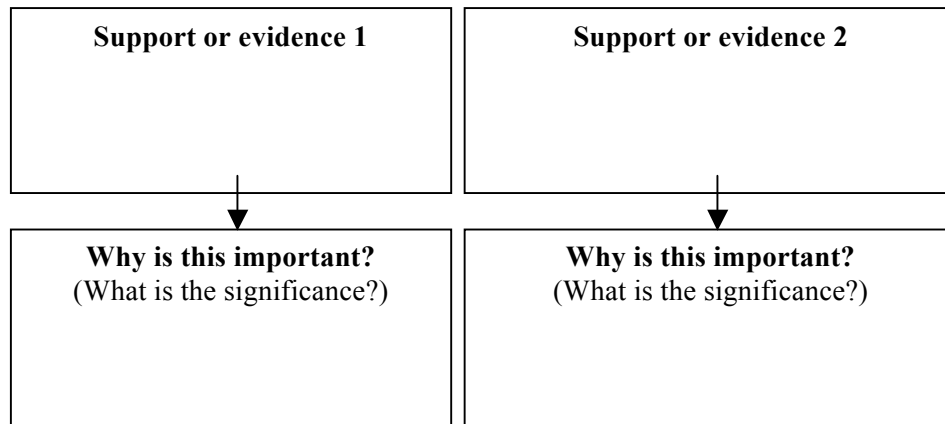 Support or evidence 1
Support or evidence 2
Why is this important?
(What is the significance?)
Why is this important?
(What is the significance?)